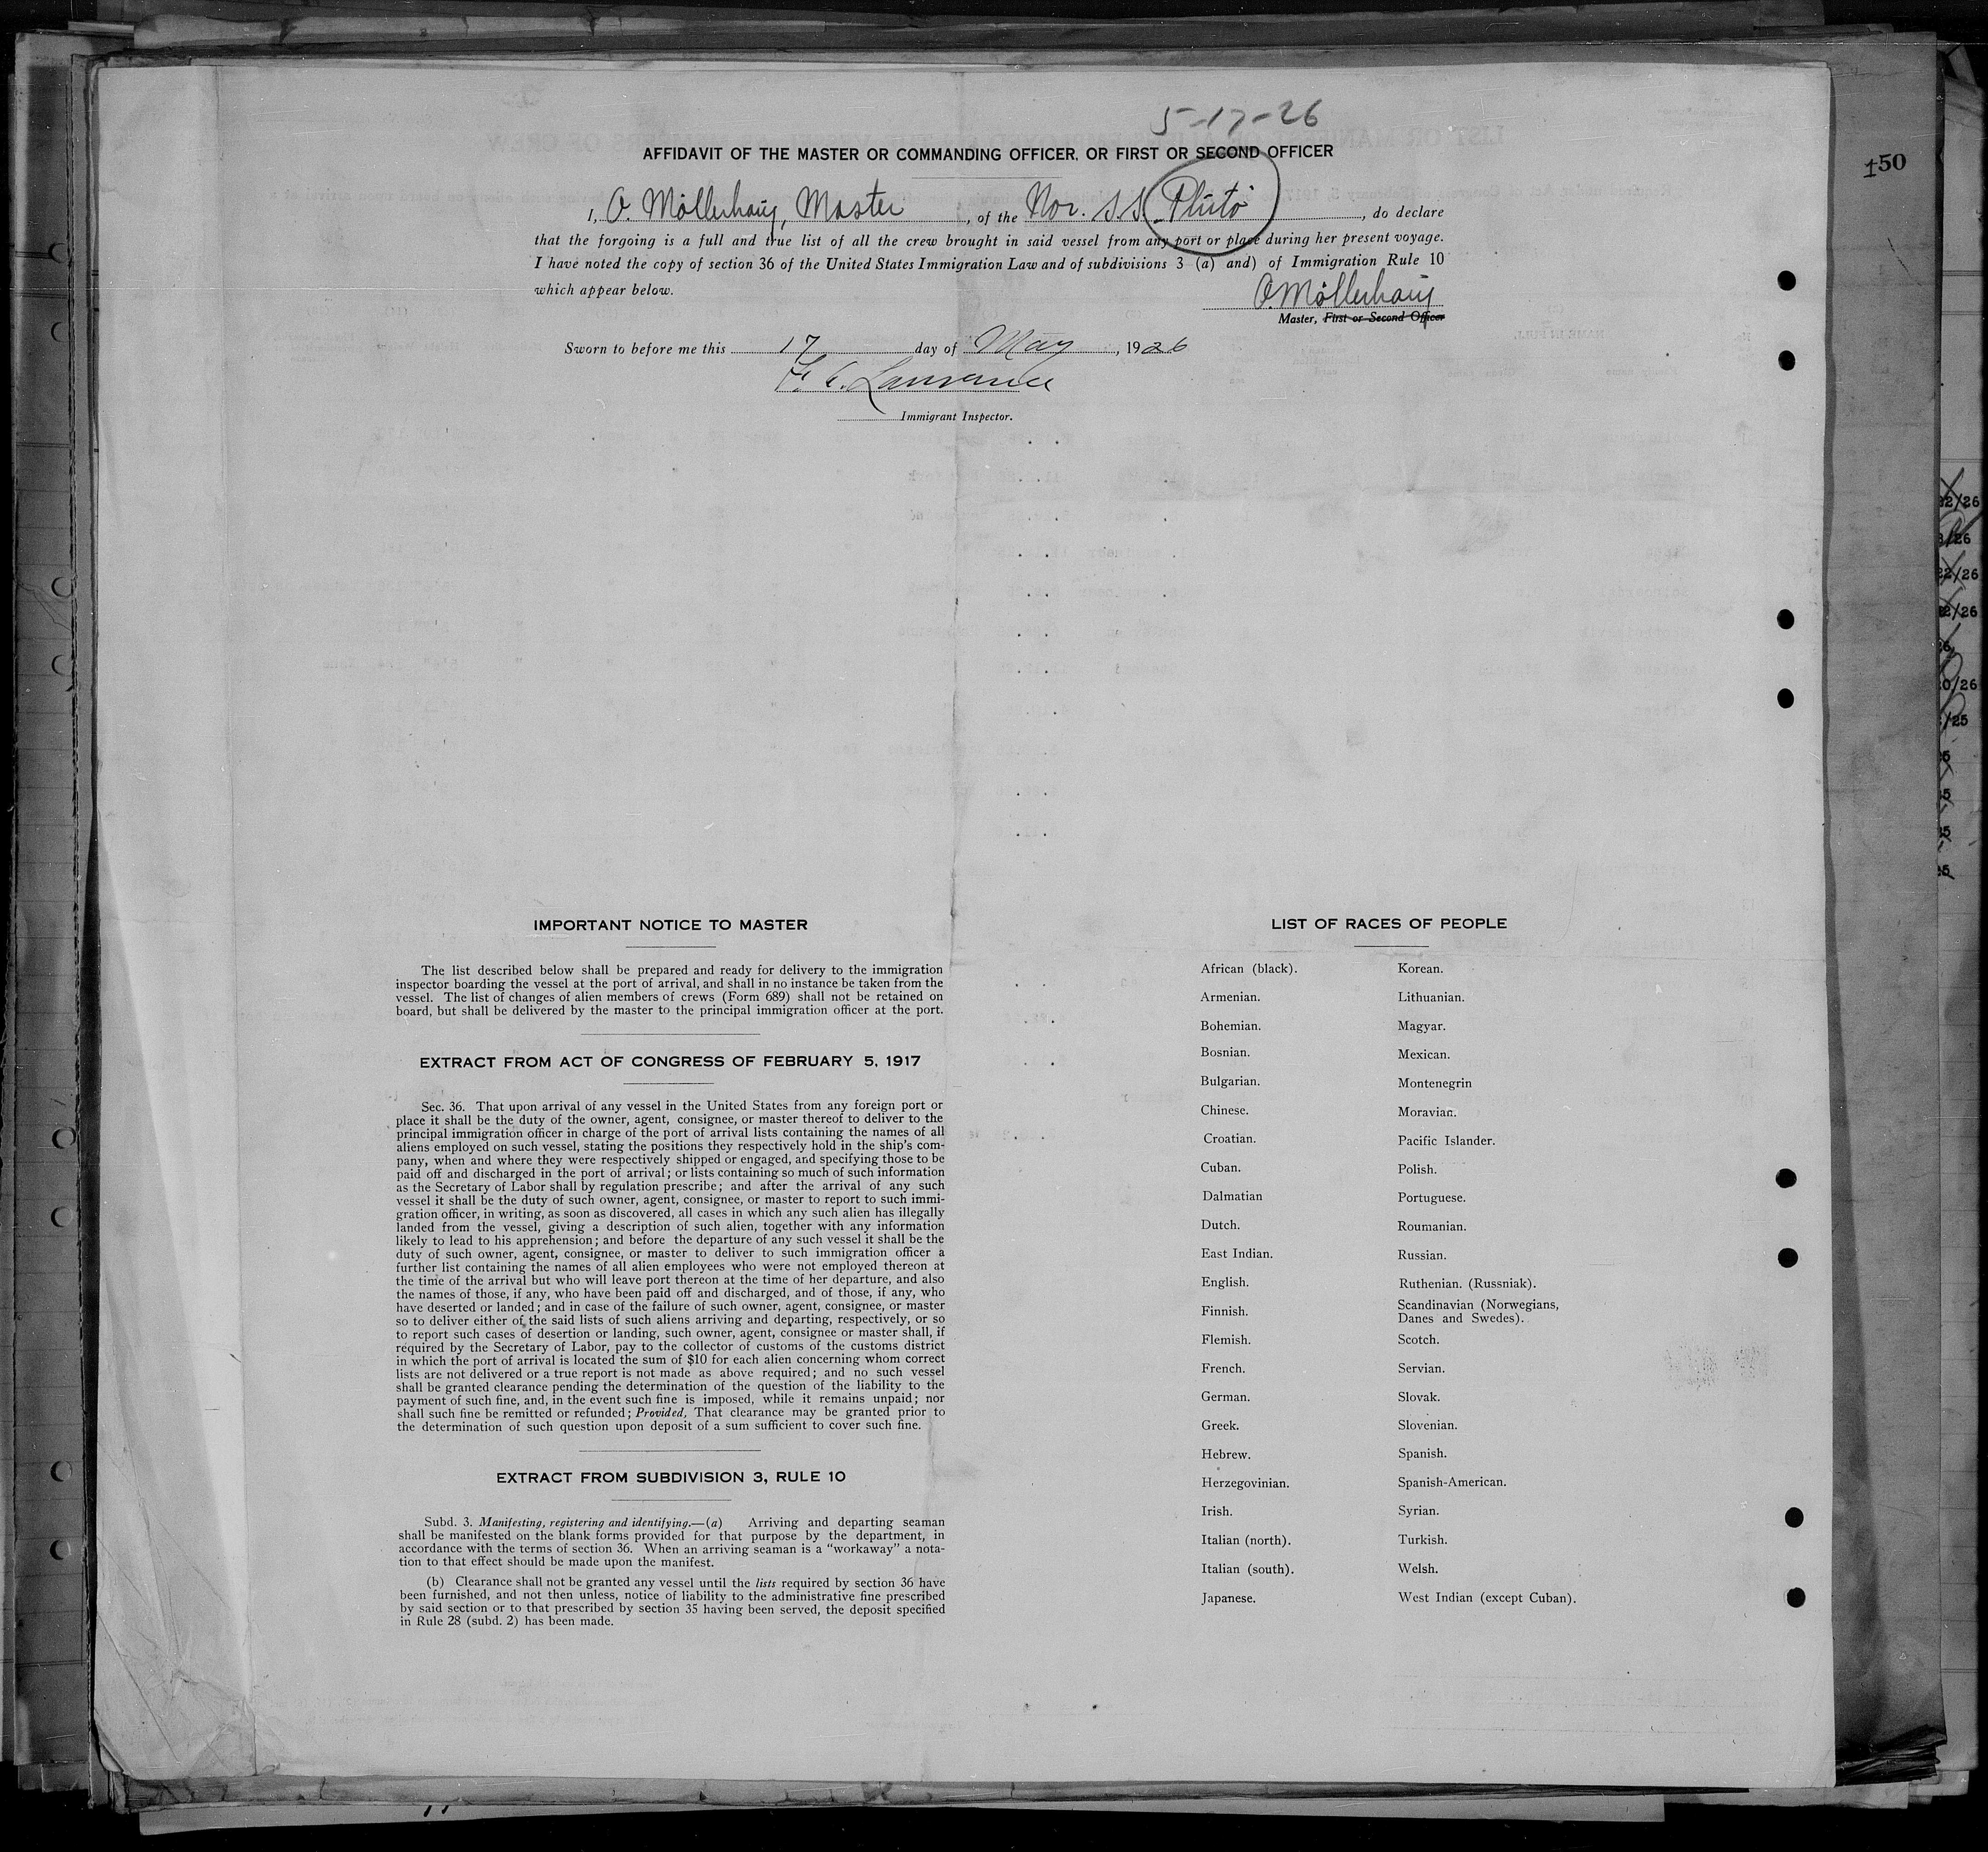 5-17-26
150
AFFIDAVIT OF THE MASTER OR COMMANDING OFFICER, OR FIRST OR SECOND OFFICER
I, O. Möllerhaug, Master, of the Nor. S.S. Pluto, do declare
that the forgoing is a full and true list of all the crew brought in said vessel from any port or place during her present voyage.
I have noted the copy of section 36 of the United States Immigration Law and of subdivisions 3 (a) and) of Immigration Rule 10
which appear below.
O. Möllerhaug
Master, First or Second Officer
Sworn to before me this 17 day of May, 1926
Immigrant Inspector.
IMPORTANT NOTICE TO MASTER
The list described below shall be prepared and ready for delivery to the immigration
inspector boarding the vessel at the port of arrival, and shall in no instance be taken from the
vessel. The list of changes of alien members of crews (Form 689) shall not be retained on
board, but shall be delivered by the master to the principal immigration officer at the port.
EXTRACT FROM ACT OF CONGRESS OF FEBRUARY 5, 1917
Sec. 36. That upon arrival of any vessel in the United States from any foreign port or
place it shall be the duty of the owner, agent, consignee, or master thereof to deliver to the
principal immigration officer in charge of the port of arrival lists containing the names of all
aliens employed on such vessel, stating the positions they respectively hold in the ship's com-
pany, when and where they were respectively shipped or engaged, and specifying those to be
paid off and discharged in the port of arrival; or lists containing so much of such information
as the Secretary of Labor shall by regulation prescribe; and after the arrival of any such
vessel it shall be the duty of such owner, agent, consignee, or master to report to such immi-
gration officer, in writing, as soon as discovered, all cases in which any such alien has illegally
landed from the vessel, giving a description of such alien, together with any information
likely to lead to his apprehension; and before the departure of any such vessel it shall be the
duty of such owner, agent, consignee, or master to deliver to such immigration officer a
further list containing the names of all alien employees who were not employed thereon at
the time of the arrival but who will leave port thereon at the time of her departure, and also
the names of those, if any, who have been paid off and discharged, and of those, if any, who
have deserted or landed; and in case of the failure of such owner, agent, consignee, or master
so to deliver either of the said lists of such aliens arriving and departing, respectively, or so
to report such cases of desertion or landing, such owner, agent, consignee or master shall, if
required by the Secretary of Labor, pay to the collector of customs of the customs district
in which the port of arrival is located the sum of $10 for each alien concerning whom correct
lists are not delivered or a true report is not made as above required; and no such vessel
shall be granted clearance pending the determination of the question of the liability to the
payment of such fine, and, in the event such fine is imposed, while it remains unpaid; nor
shall such fine be remitted or refunded; Provided, That clearance may be granted prior to
the determination of such question upon deposit of a sum sufficient to cover such fine.
EXTRACT FROM SUBDIVISION 3, RULE 10
Subd. 3. Manifesting, registering and identifying.—(a) Arriving and departing seaman
shall be manifested on the blank forms provided for that purpose by the department, in
accordance with the terms of section 36. When an arriving seaman is a "workaway" a nota-
tion to that effect should be made upon the manifest.
(b) Clearance shall not be granted any vessel until the lists required by section 36 have
been furnished, and not then unless, notice of liability to the administrative fine prescribed
by said section or to that prescribed by section 35 having been served, the deposit specified
in Rule 28 (subd. 2) has been made.
LIST OF RACES OF PEOPLE
African (black).
Armenian.
Bohemian.
Bosnian.
Bulgarian.
Chinese.
Croatian.
Cuban.
Dalmatian
Dutch.
East Indian.
English.
Finnish.
Flemish.
French.
German.
Greek.
Hebrew.
Herzegovinian.
Irish.
Italian (north).
Italian (south).
Japanese.
Korean.
Lithuanian.
Magyar.
Mexican.
Montenegrin
Moravian.
Pacific Islander.
Polish.
Portuguese.
Roumanian.
Russian.
Ruthenian. (Russniak).
Scandinavian (Norwegians,
Danes and Swedes).
Scotch.
Servian.
Slovak.
Slovenian.
Spanish.
Spanish-American.
Syrian.
Turkish.
Welsh.
West Indian (except Cuban).